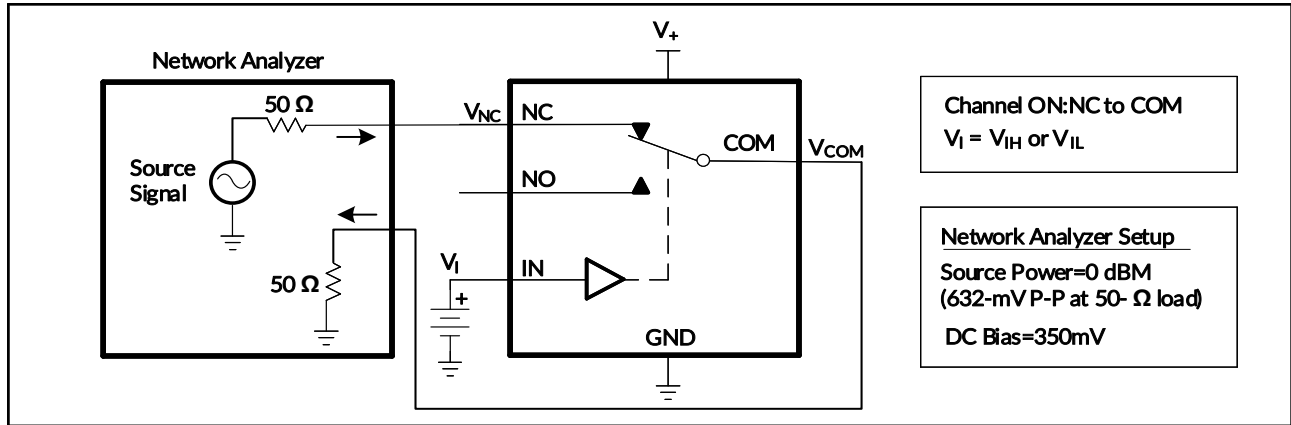 Network Analyzer
50 Ω
Source
Signal
50 Ω
V+
VNC
NC
COM
VCOM
NO
VI
+
IN
GND
Channel ON:NC to COM
VI = VIH or VIL
Network Analyzer Setup
Source Power=0 dBM
(632-mV P-P at 50- Ω load)
DC Bias=350mV